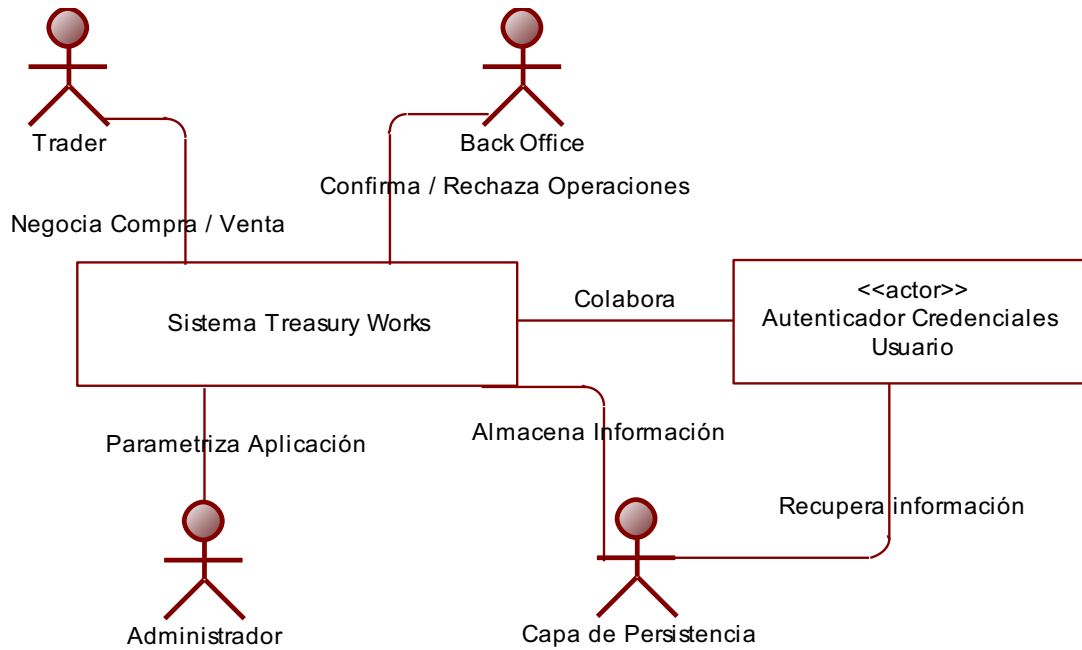 Trader
Back Office
Confirma / Rechaza Operaciones
Negocia Compra / Venta
Sistema Treasury Works
Colabora
<<actor>>
Autenticador Credenciales
Usuario
Parametriza Aplicación
Almacena Información
Recupera información
Administrador
Capa de Persistencia